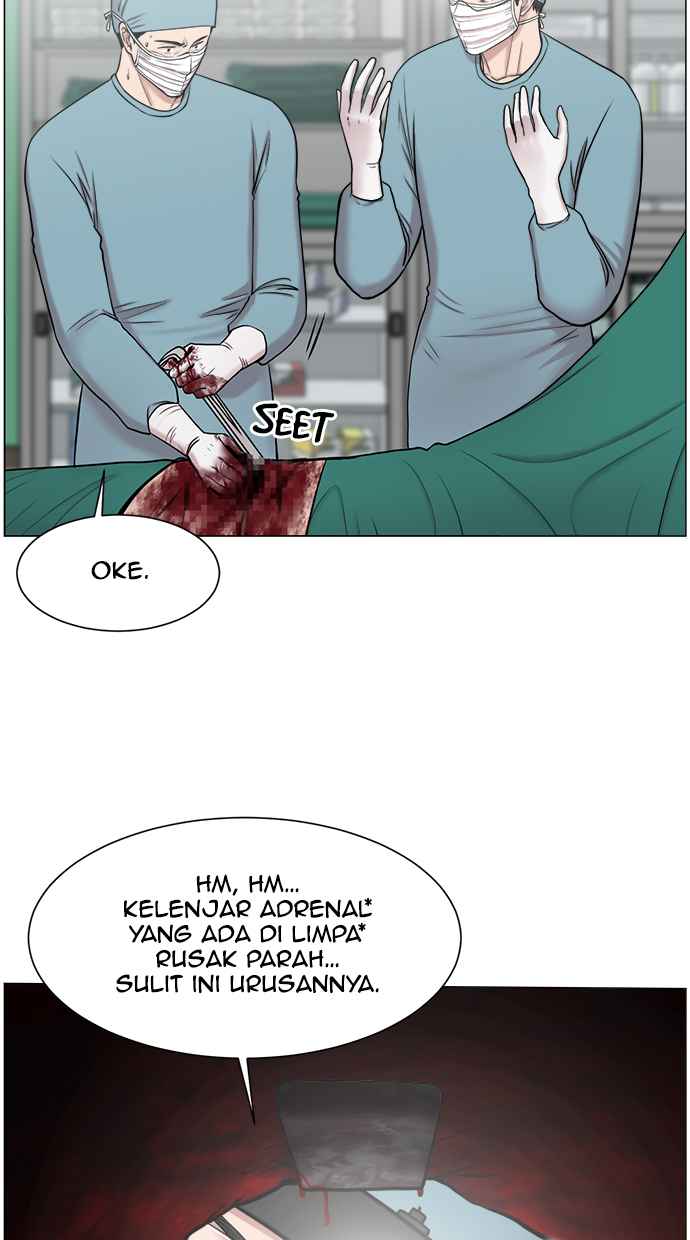 SEET
OKE.
HM, HM...
KELENJAR ADRENAL*
YANG ADA DI LIMPA*
RUSAK PARAH...
SULIT INI URUSANNYA.